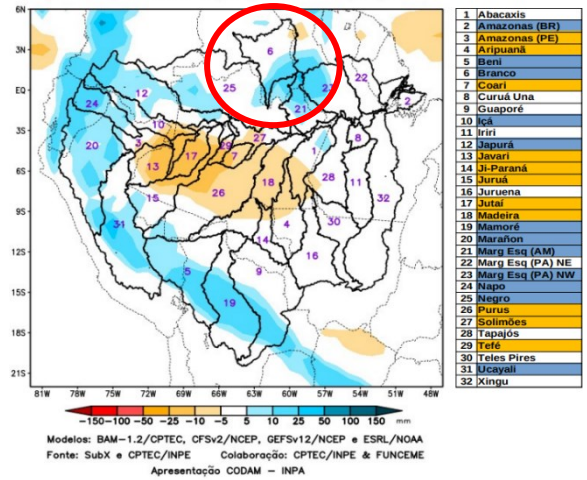 6N
3N
EQ
3S
6S
9S
12S
15S
18S
21S
81W 78W 75W 72W 69W 66W 63W 60W 57W 54W 51W 48W
6
25
22
23
21
2
12
24
10
20
3
13
17
29
7
27
1
8
28
11
32
15
26
18
4
30
14
16
31
5
9
19
-150 -100 -50 -25 -10 -5 5 10 25 50 100 150 mm
Modelos: BAM-1.2/CPTEC, CFSv2/NCEP, GEFSv12/NCEP e ESRL/NOAA
Fonte: SubX e CPTEC/INPE Colaboração: CPTEC/INPE & FUNCEME
Apresentação CODAM – INPA
1 Abacaxis
2 Amazonas (BR)
3 Amazonas (PE)
4 Aripuanã
5 Beni
6 Branco
7 Coari
8 Curuá Una
9 Guaporé
10 Içá
11 Iriri
12 Japurá
13 Javari
14 Ji-Paraná
15 Juruá
16 Juruena
17 Jutaí
18 Madeira
19 Mamoré
20 Marañon
21 Marg Esq (AM)
22 Marg Esq (PA) NE
23 Marg Esq (PA) NW
24 Napo
25 Negro
26 Purus
27 Solimões
28 Tapajós
29 Tefé
30 Teles Pires
31 Ucayali
32 Xingu